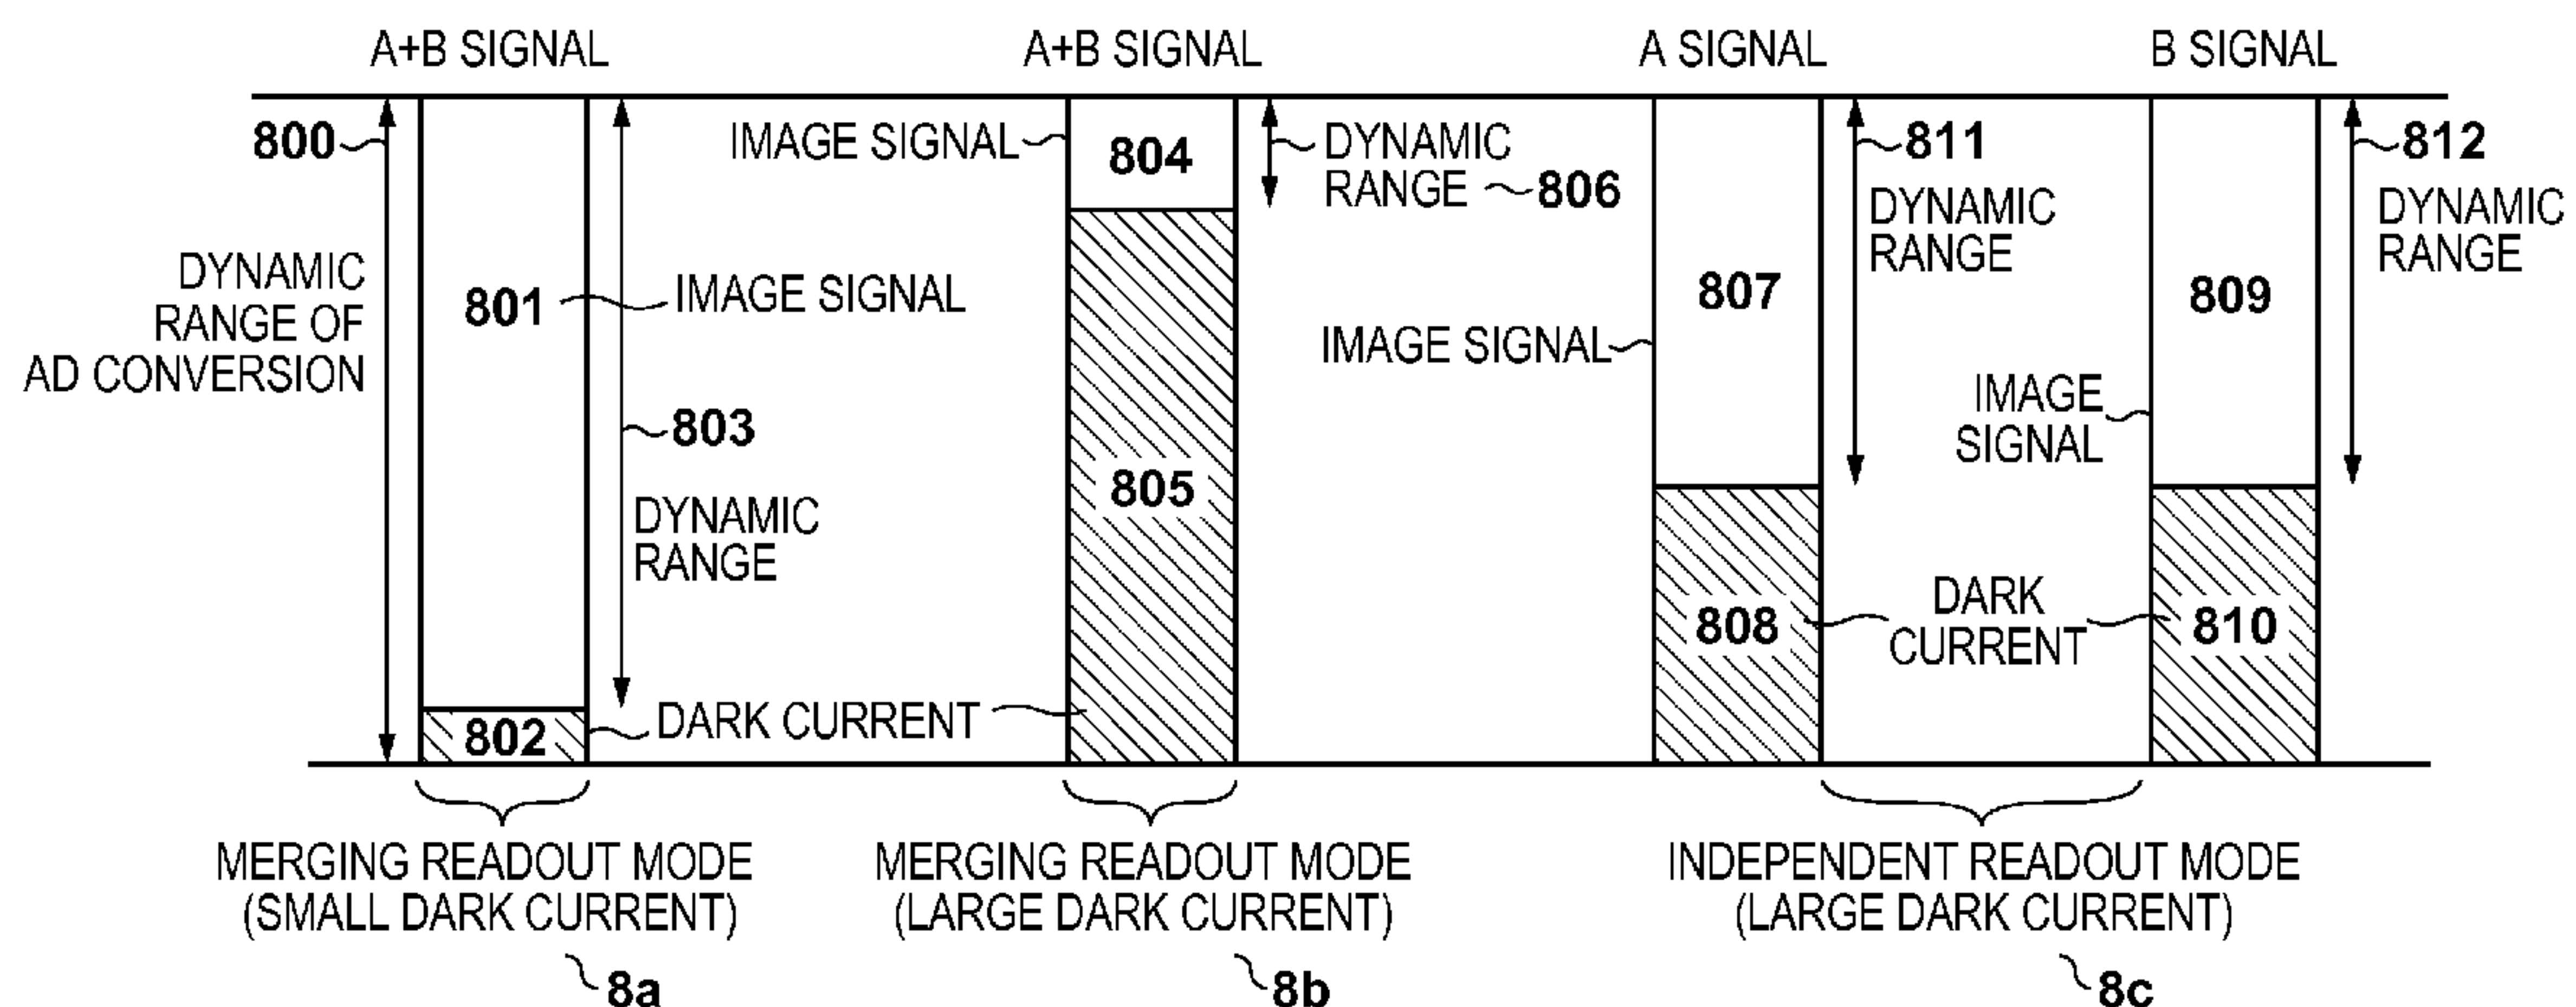 A+B SIGNAL
A+B SIGNAL
A SIGNAL
B SIGNAL
800
DYNAMIC
RANGE OF
AD CONVERSION
801
IMAGE SIGNAL
803
DYNAMIC
RANGE
802
DARK CURRENT
IMAGE SIGNAL
804
DYNAMIC
RANGE
806
805
IMAGE SIGNAL
807
811
DYNAMIC
RANGE
808
DARK
CURRENT
IMAGE
SIGNAL
809
812
DYNAMIC
RANGE
810
MERGING READOUT MODE
(SMALL DARK CURRENT)
8a
MERGING READOUT MODE
(LARGE DARK CURRENT)
8b
INDEPENDENT READOUT MODE
(LARGE DARK CURRENT)
8c